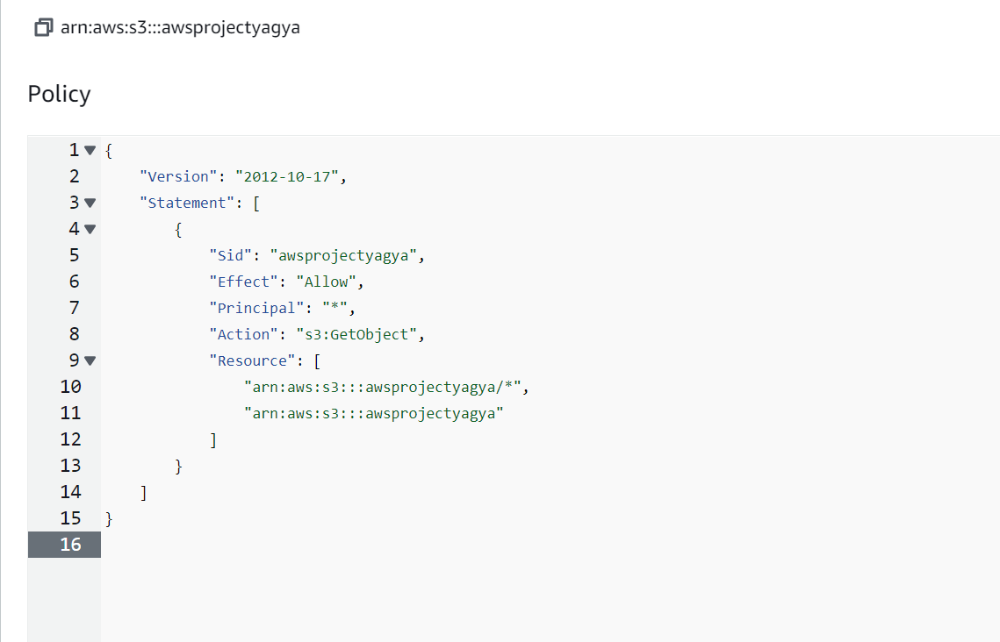 arn:aws:s3:::awsprojectyagya
Policy
1 {
2 "Version": "2012-10-17",
3 "Statement": [
4 {
5 "Sid": "awsprojectyagya",
6 "Effect": "Allow",
7 "Principal": "*",
8 "Action": "s3:GetObject",
9 "Resource": [
10 "arn:aws:s3:::awsprojectyagya/*",
11 "arn:aws:s3:::awsprojectyagya"
12 ]
13 }
14 ]
15 }
16